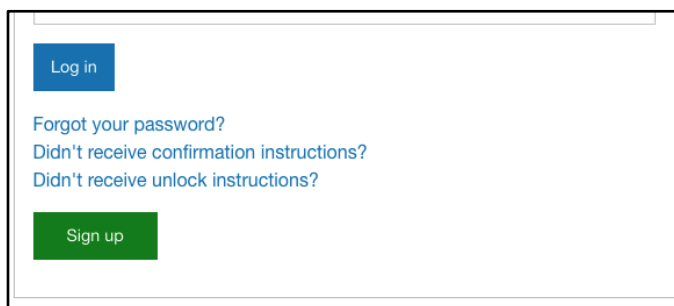 Log in
Forgot your password?
Didn't receive confirmation instructions?
Didn't receive unlock instructions?
Sign up